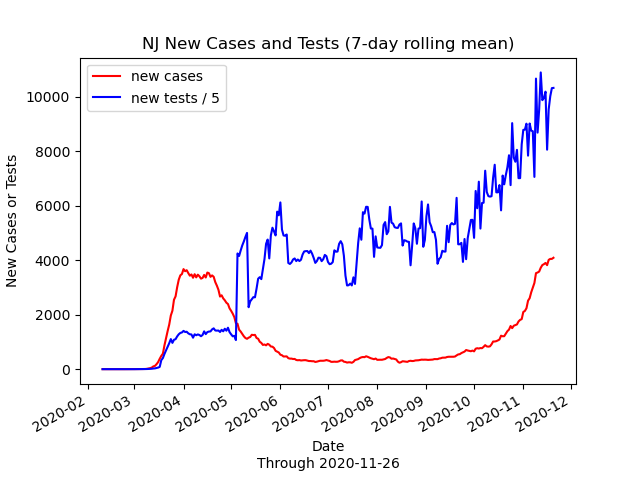 NJ New Cases and Tests (7-day rolling mean)
new cases
new tests / 5
New Cases or Tests
10000
8000
6000
4000
2000
0
2020-02
2020-03
2020-04
2020-05
2020-06
2020-07
2020-08
2020-09
2020-10
2020-11
2020-12
Date
Through 2020-11-26